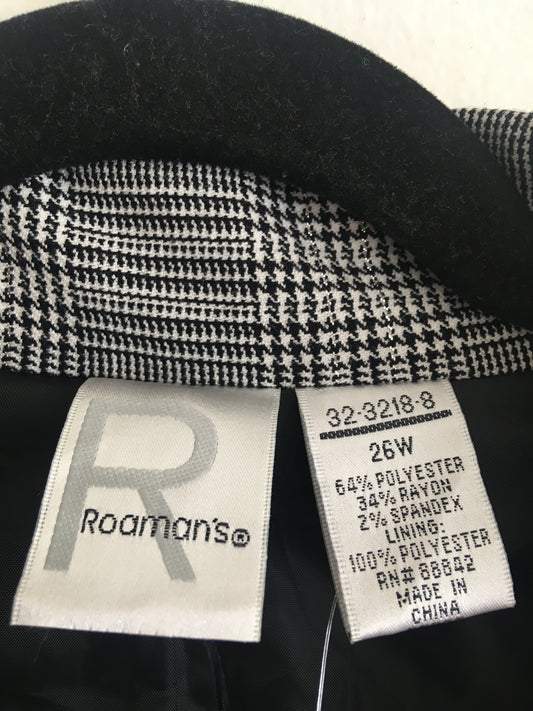 R
Roaman's®
32-3218-8
26W
64% POLYESTER
34% RAYON
2% SPANDEX
LINING:
100% POLYESTER
RN# 88842
MADE IN
CHINA